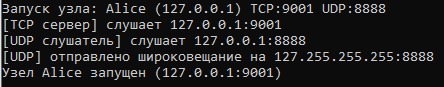 Запуск узла: Alice (127.0.0.1) TCP:9001 UDP:8888
[TCP сервер] слушает 127.0.0.1:9001
[UDP слушатель] слушает 127.0.0.1:8888
[UDP] отправлено широковещание на 127.255.255.255:8888
Узел Alice запущен (127.0.0.1:9001)